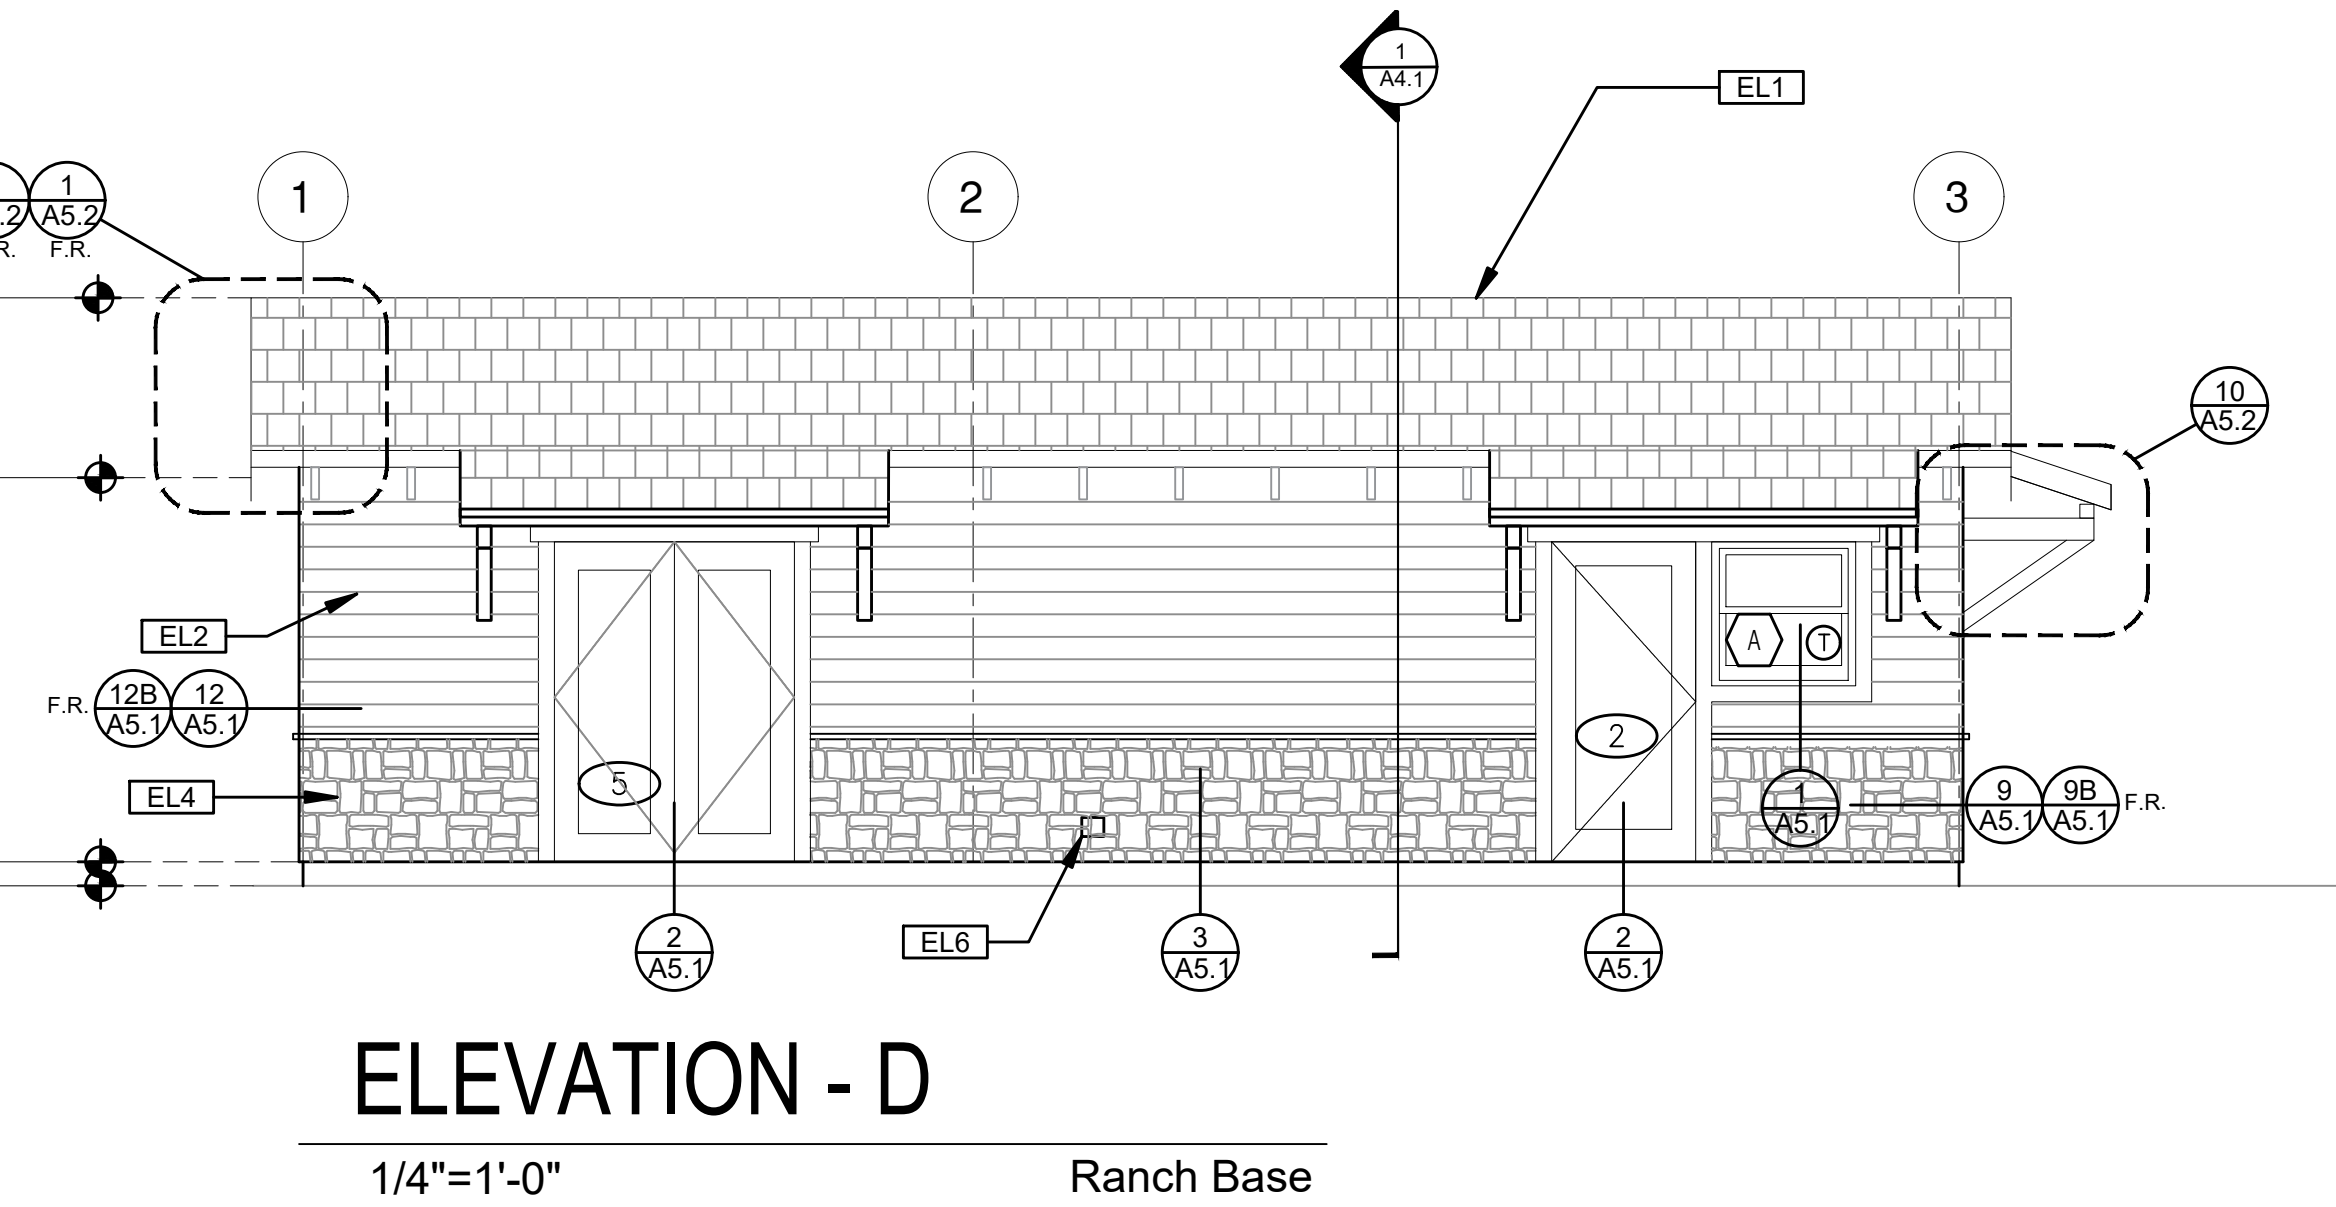 1
A4.1
EL1
1
A5.2
F.R.
.2
R.
1
2
3
10
A5.2
EL2
A
T
F.R.
12B
A5.1
12
A5.1
2
5
EL4
1
A5.1
9
A5.1
9B
A5.1
F.R.
2
A5.1
EL6
3
A5.1
2
A5.1
ELEVATION - D
1/4"=1'-0"
Ranch Base